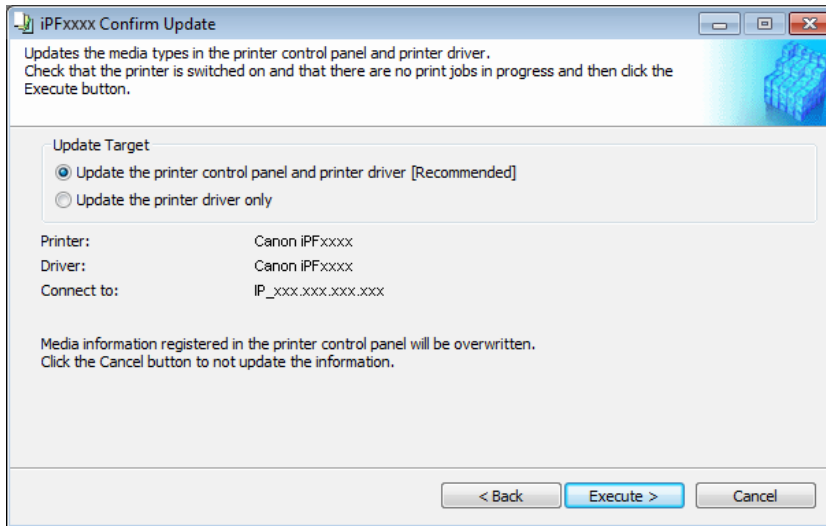 iPFxxxx Confirm Update
Updates the media types in the printer control panel and printer driver.
Check that the printer is switched on and that there are no print jobs in progress and then click the
Execute button.
Update Target
Update the printer control panel and printer driver [Recommended]
Update the printer driver only
Printer: Canon iPFxxxx
Driver: Canon iPFxxxx
Connect to: IP_xxx.xxx.xxx.xxx
Media information registered in the printer control panel will be overwritten.
Click the Cancel button to not update the information.
< Back Execute > Cancel